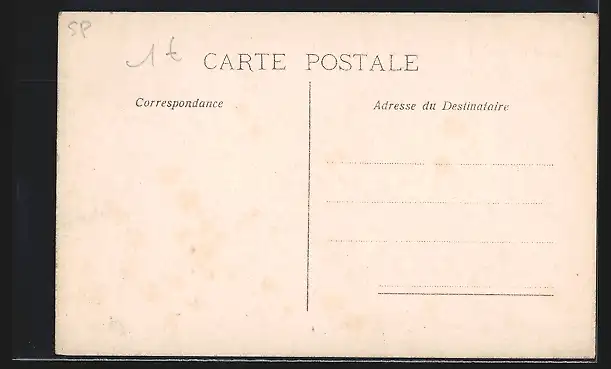 SP
1 t
CARTE POSTALE
Correspondance
Adresse du Destinataire